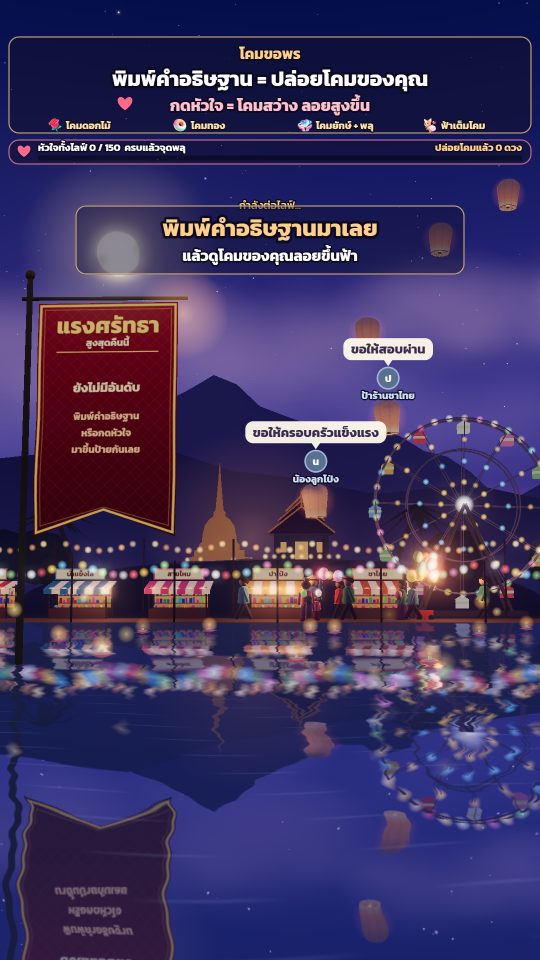 โคมขอพร
พิมพ์คำอธิษฐาน = ปล่อยโคมของคุณ
กดหัวใจ = โคมสว่าง ลอยสูงขึ้น
โคมดอกไม้
โคมทอง
โคมยักษ์ + พลุ
ฟ้าเต็มโคม
หัวใจทั้งไลฟ์ 0 / 150 ครบแล้วจุดพลุ
ปล่อยโคมแล้ว 0 ดวง
กำลังต่อไลฟ์...
พิมพ์คำอธิษฐานมาเลย
แล้วดูโคมของคุณลอยขึ้นฟ้า
แรงศรัทธา
สูงสุดคืนนี้
ยังไม่มีอันดับ
พิมพ์คำอธิษฐาน
หรือกดหัวใจ
มาขึ้นป้ายกันเลย
ขอให้สอบผ่าน
ป
ป้าร้านชาไทย
ขอให้ครอบครัวแข็งแรง
น
น้องลูกโป่ง
สายไหม
ชาไทย